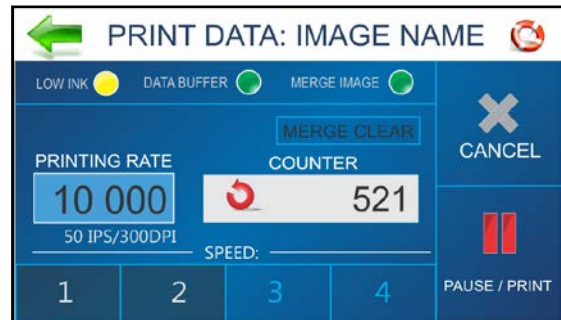 PRINT DATA: IMAGE NAME
LOW INK DATA BUFFER MERGE IMAGE
MERGE CLEAR
CANCEL
PRINTING RATE COUNTER
10 000 521
50 IPS/300DPI
SPEED:
1 2 3 4
PAUSE / PRINT